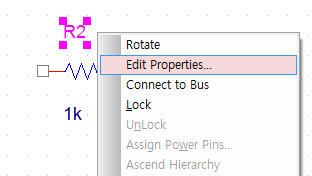 R2
Rotate
Edit Properties...
Connect to Bus
Lock
UnLock
Assign Power Pins...
Ascend Hierarchy
1k